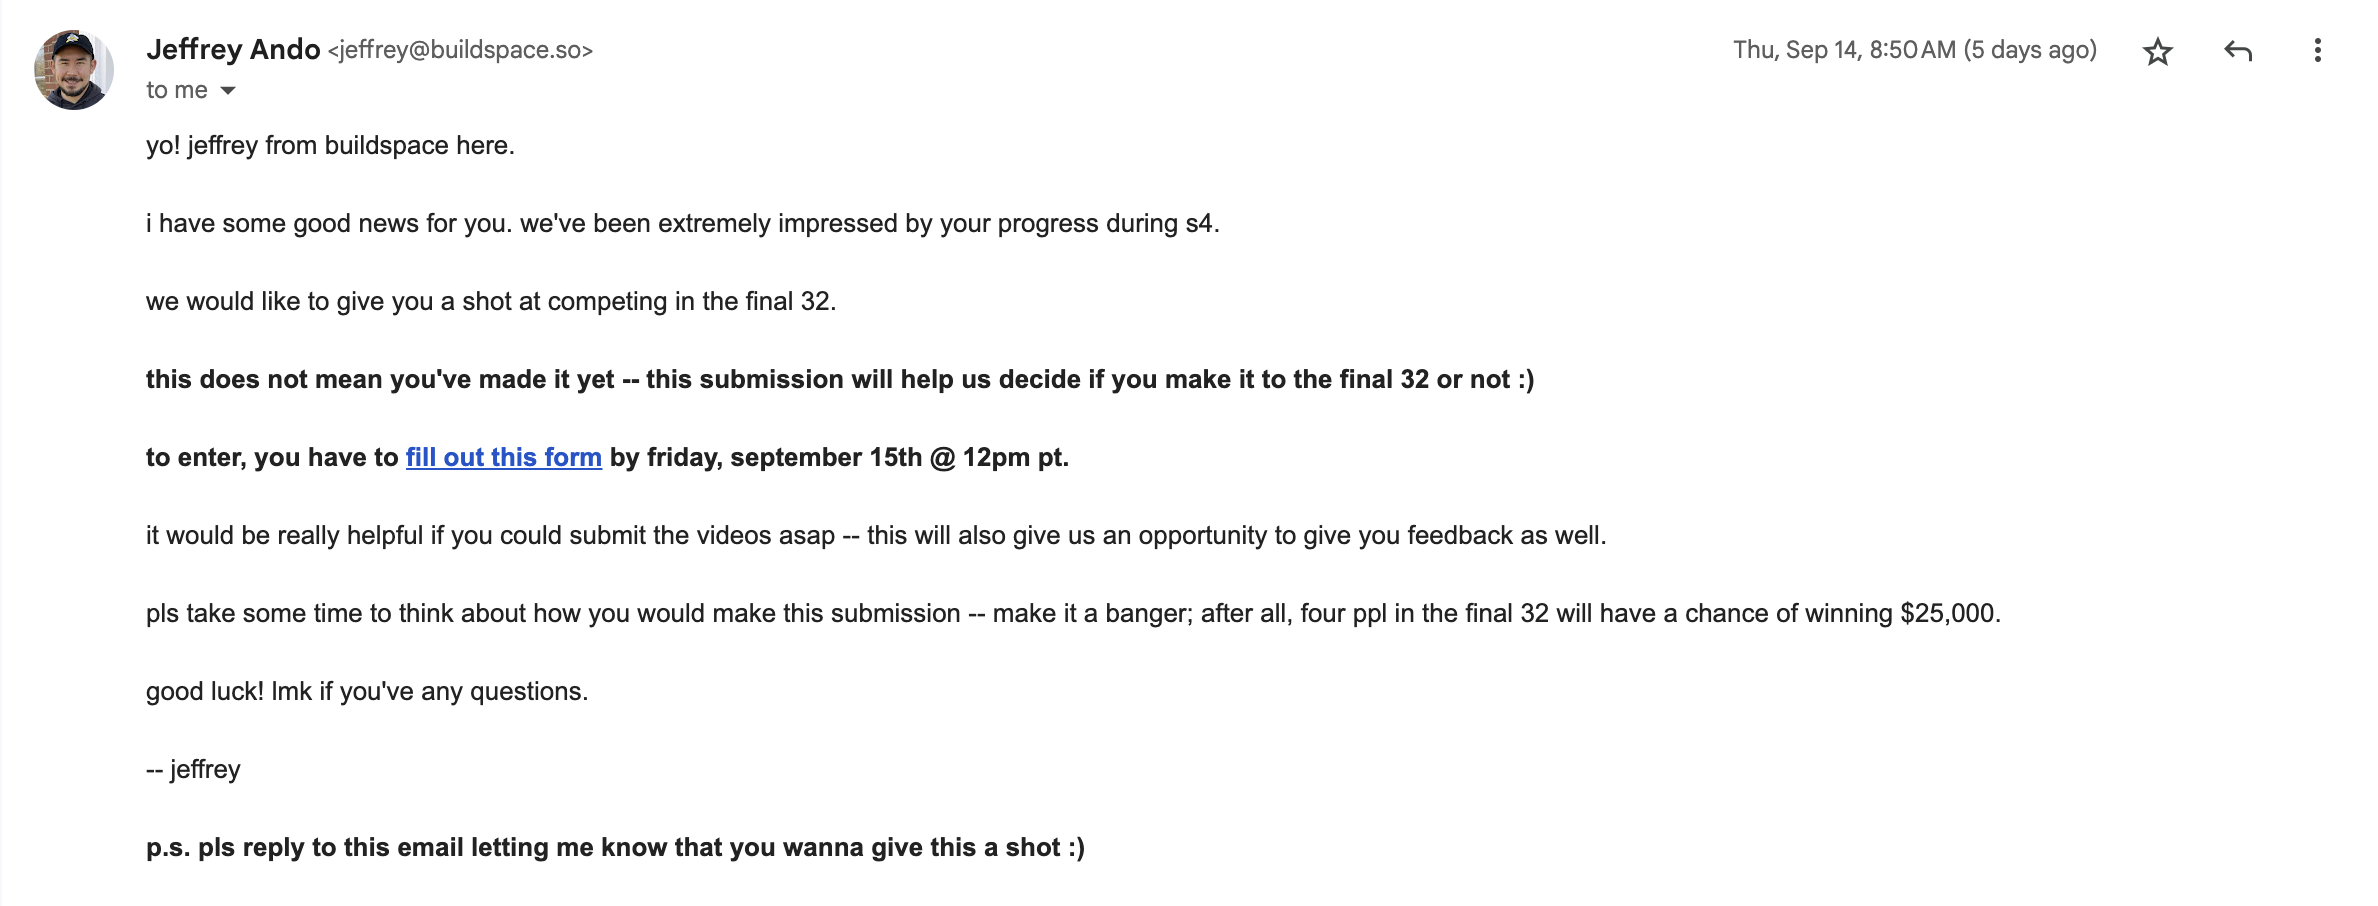 Jeffrey Ando <jeffrey@buildspace.so>
Thu, Sep 14, 8:50 AM (5 days ago)
to me
yo! jeffrey from buildspace here.
i have some good news for you. we've been extremely impressed by your progress during s4.
we would like to give you a shot at competing in the final 32.
this does not mean you've made it yet -- this submission will help us decide if you make it to the final 32 or not :)
to enter, you have to fill out this form by friday, september 15th @ 12pm pt.
it would be really helpful if you could submit the videos asap -- this will also give us an opportunity to give you feedback as well.
pls take some time to think about how you would make this submission -- make it a banger; after all, four ppl in the final 32 will have a chance of winning $25,000.
good luck! lmk if you've any questions.
-- jeffrey
p.s. pls reply to this email letting me know that you wanna give this a shot :)